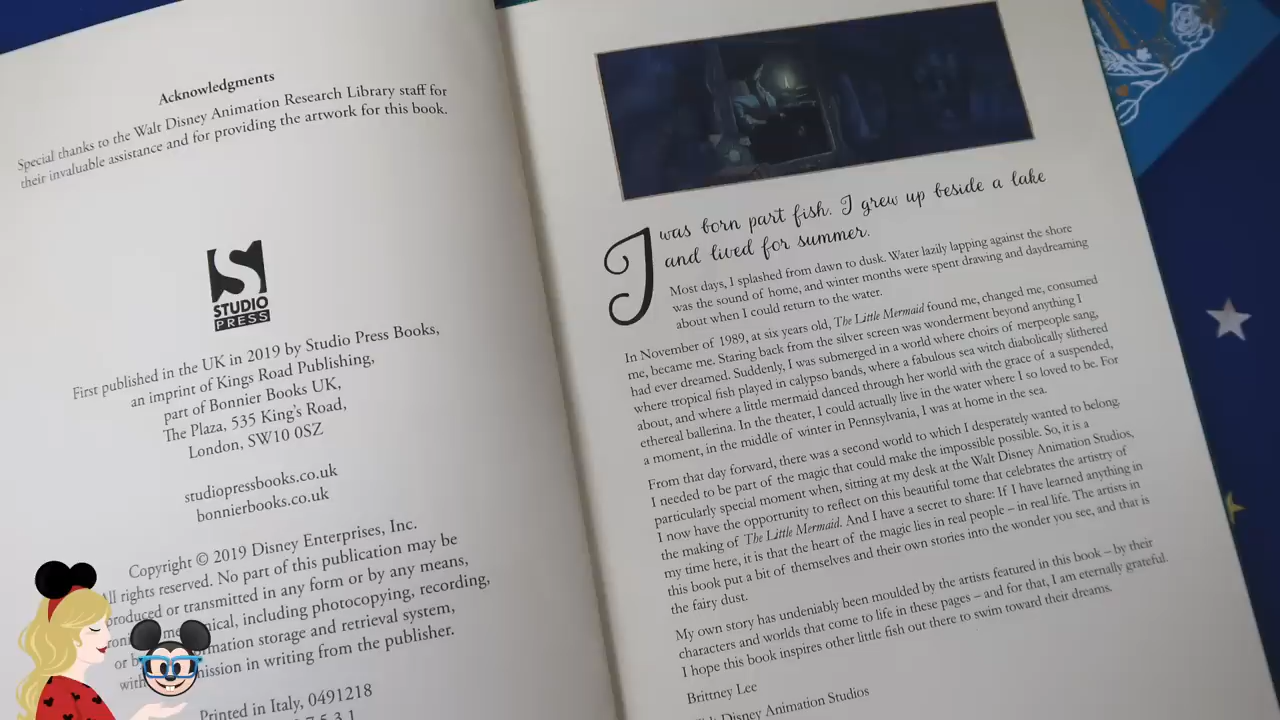 Acknowledgments
Special thanks to the Walt Disney Animation Research Library staff for
their invaluable assistance and for providing the artwork for this book.
STUDIO
PRESS
First published in the UK in 2019 by Studio Press Books,
an imprint of Kings Road Publishing,
part of Bonnier Books UK,
The Plaza, 535 King's Road,
London, SW10 0SZ
studiopressbooks.co.uk
bonnierbooks.co.uk
Copyright © 2019 Disney Enterprises, Inc.
All rights reserved. No part of this publication may be
produced or transmitted in any form or by any means,
nical, including photocopying, recording,
or b mation storage and retrieval system,
with mission in writing from the publisher.
Printed in Italy, 0491218
7 5 3 1
I was born part fish. I grew up beside a lake
and lived for summer.
Most days, I splashed from dawn to dusk. Water lazily lapping against the shore
was the sound of home, and winter months were spent drawing and daydreaming
about when I could return to the water.
In November of 1989, at six years old, The Little Mermaid found me, changed me, consumed
me, became me. Staring back from the silver screen was wonderment beyond anything I
had ever dreamed. Suddenly, I was submerged in a world where choirs of merpeople sang,
where tropical fish played in calypso bands, where a fabulous sea witch diabolically slithered
about, and where a little mermaid danced through her world with the grace of a suspended,
ethereal ballerina. In the theater, I could actually live in the water where I so loved to be. For
a moment, in the middle of winter in Pennsylvania, I was at home in the sea.
From that day forward, there was a second world to which I desperately wanted to belong.
I needed to be part of the magic that could make the impossible possible. So, it is a
particularly special moment when, sitting at my desk at the Walt Disney Animation Studios,
I now have the opportunity to reflect on this beautiful tome that celebrates the artistry of
the making of The Little Mermaid. And I have a secret to share: If I have learned anything in
my time here, it is that the heart of the magic lies in real people – in real life. The artists in
this book put a bit of themselves and their own stories into the wonder you see, and that is
the fairy dust.
My own story has undeniably been moulded by the artists featured in this book – by their
characters and worlds that come to life in these pages – and for that, I am eternally grateful.
I hope this book inspires other little fish out there to swim toward their dreams.
Brittney Lee
Disney Animation Studios